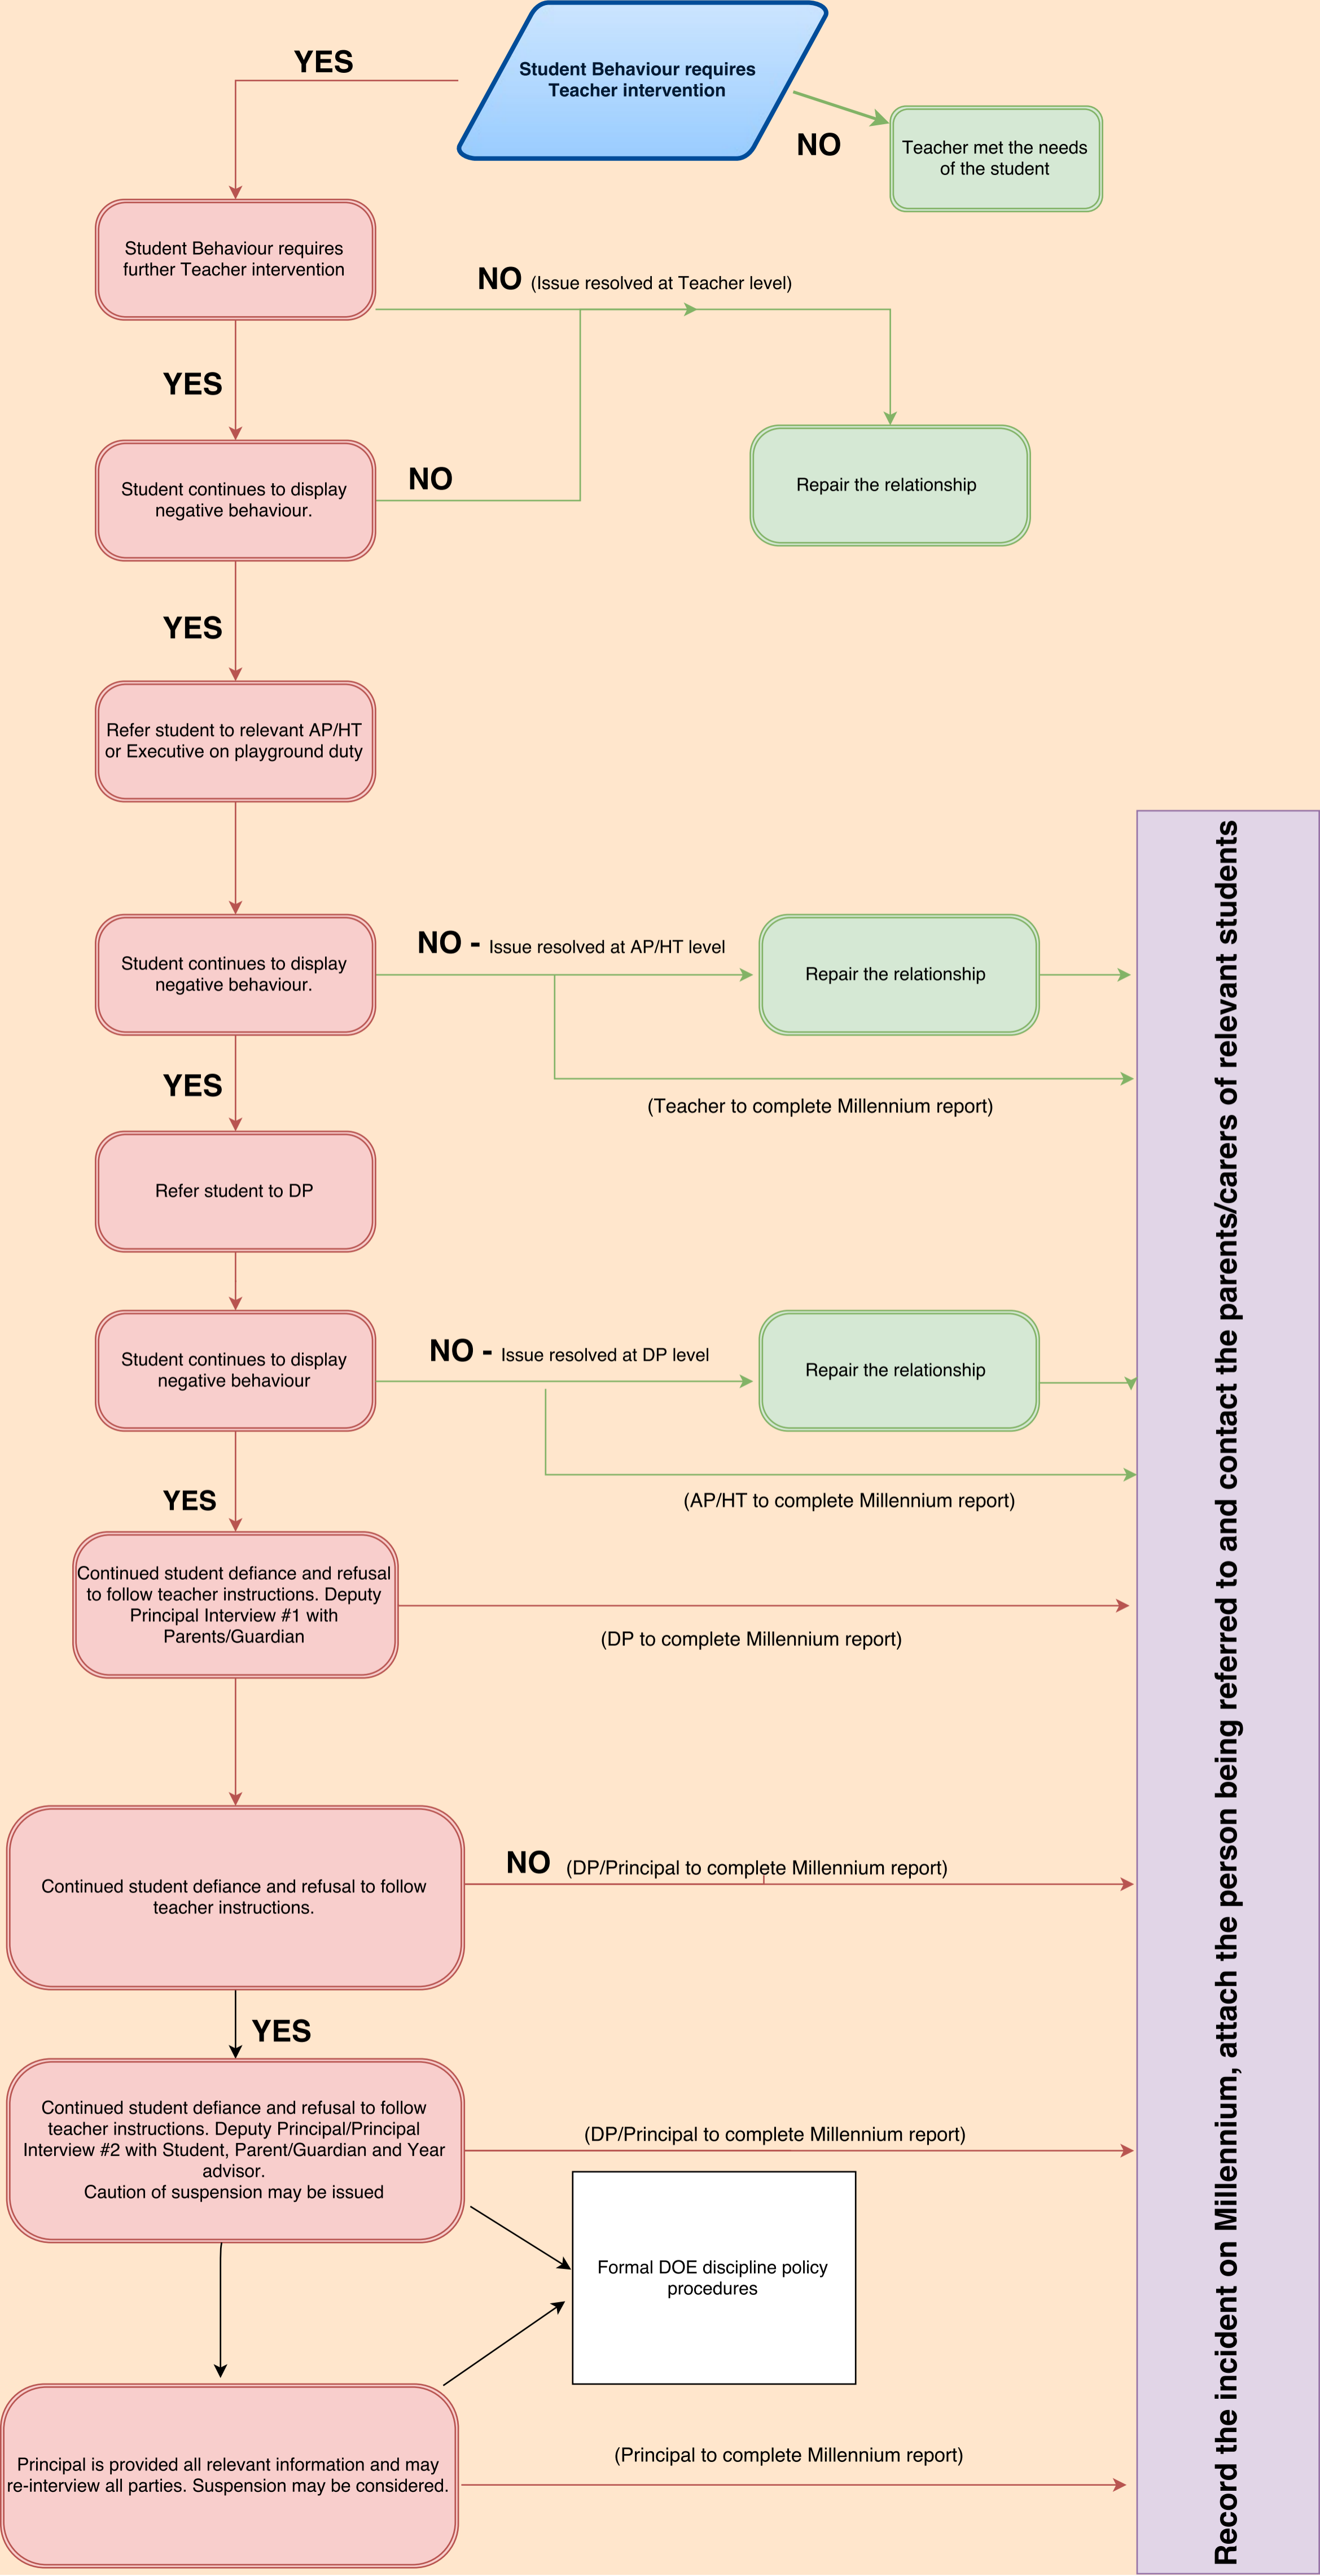 YES
Student Behaviour requires
Teacher intervention
NO
Teacher met the needs
of the student
Student Behaviour requires
further Teacher intervention
NO (Issue resolved at Teacher level)
YES
Student continues to display
negative behaviour.
NO
Repair the relationship
YES
Refer student to relevant AP/HT
or Executive on playground duty
Student continues to display
negative behaviour.
NO - Issue resolved at AP/HT level
Repair the relationship
YES
(Teacher to complete Millennium report)
Refer student to DP
Student continues to display
negative behaviour
NO - Issue resolved at DP level
Repair the relationship
YES
(AP/HT to complete Millennium report)
Continued student defiance and refusal
to follow teacher instructions. Deputy
Principal Interview #1 with
Parents/Guardian
(DP to complete Millennium report)
Continued student defiance and refusal to follow
teacher instructions.
NO (DP/Principal to complete Millennium report)
YES
Continued student defiance and refusal to follow
teacher instructions. Deputy Principal/Principal
Interview #2 with Student, Parent/Guardian and Year
advisor.
Caution of suspension may be issued
(DP/Principal to complete Millennium report)
Formal DOE discipline policy
procedures
Principal is provided all relevant information and may
re-interview all parties. Suspension may be considered.
(Principal to complete Millennium report)
Record the incident on Millennium, attach the person being referred to and contact the parents/carers of relevant students